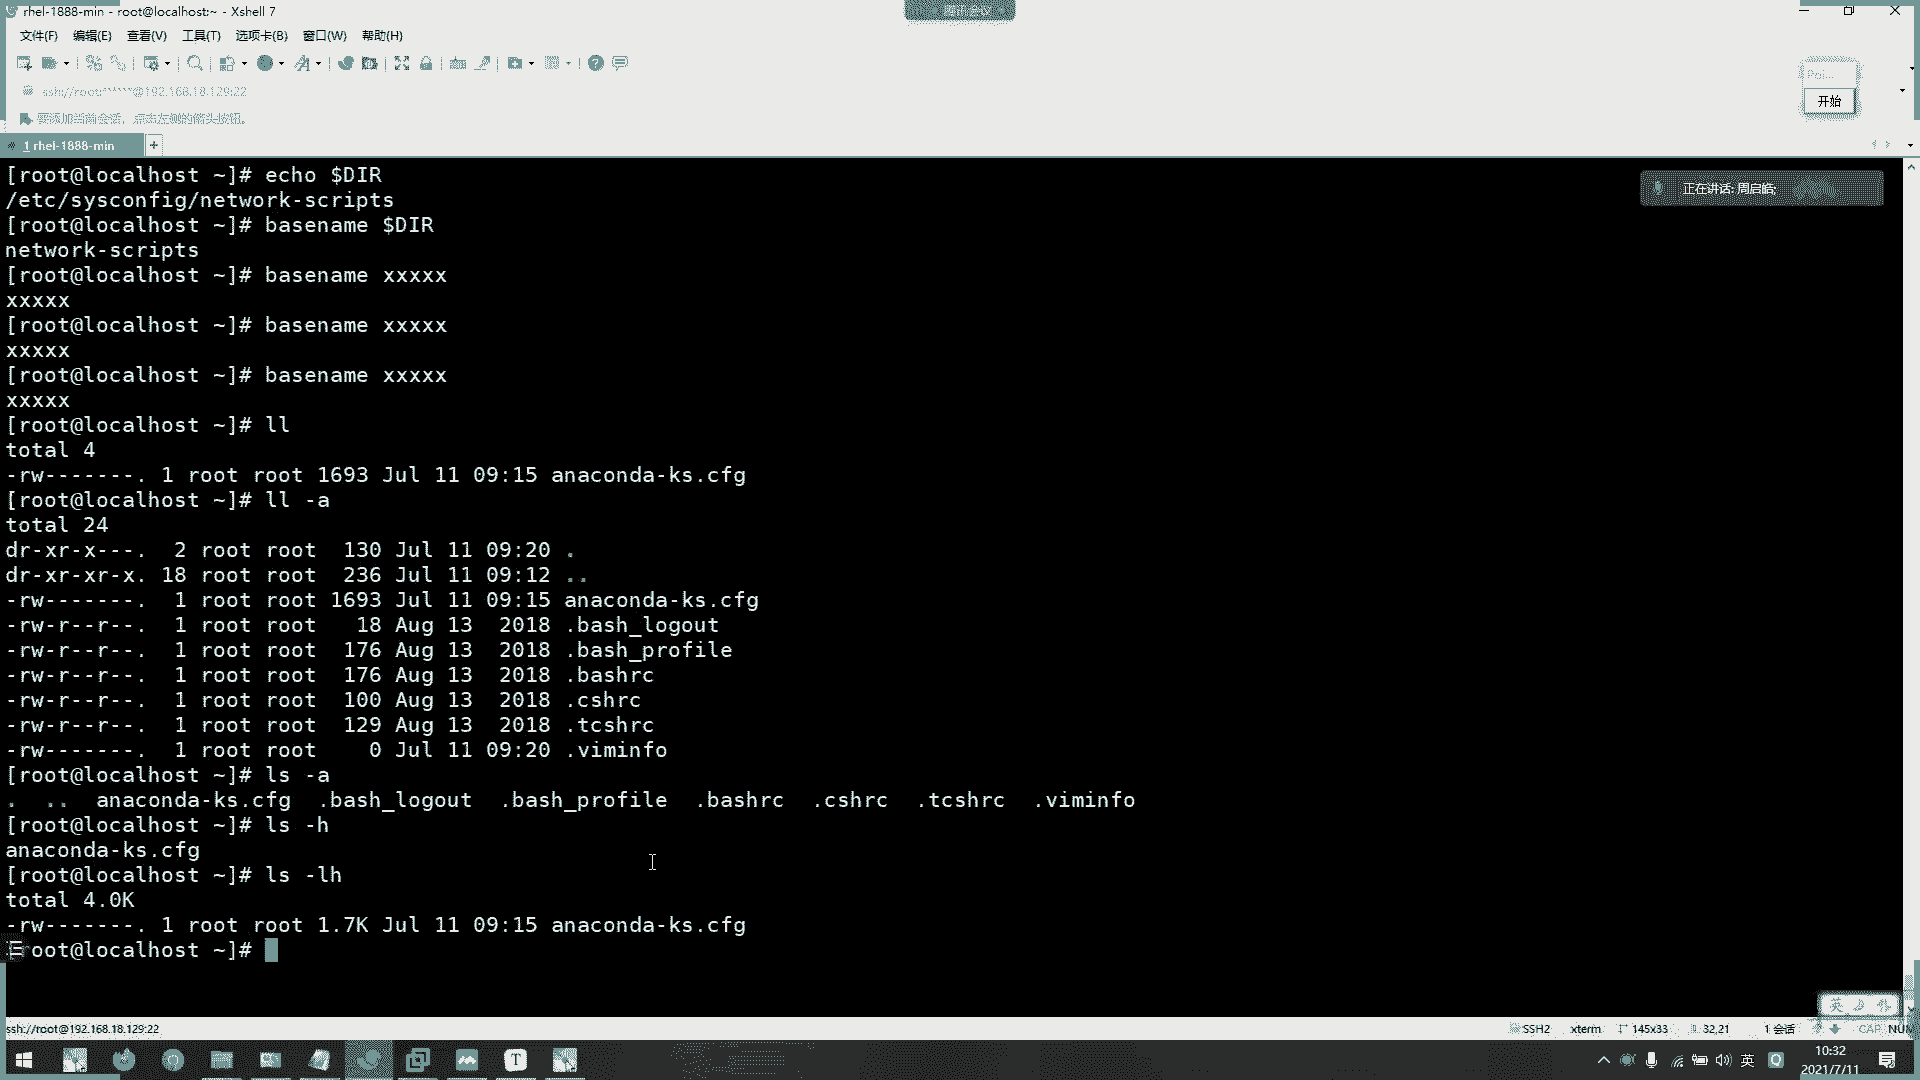 rhel-1888-min - root@localhost:~ - Xshell 7
腾讯会议
文件(F) 编辑(E) 查看(V) 工具(T) 选项卡(B) 窗口(W) 帮助(H)
Poi...
开始
ssh://root:*****@192.168.18.129:22
要添加当前会话，点击左侧的箭头按钮。
1 rhel-1888-min
+
正在讲话: 周启临;
[root@localhost ~]# echo $DIR
/etc/sysconfig/network-scripts
[root@localhost ~]# basename $DIR
network-scripts
[root@localhost ~]# basename xxxxx
xxxxx
[root@localhost ~]# basename xxxxx
xxxxx
[root@localhost ~]# basename xxxxx
xxxxx
[root@localhost ~]# ll
total 4
-rw-------. 1 root root 1693 Jul 11 09:15 anaconda-ks.cfg
[root@localhost ~]# ll -a
total 24
dr-xr-x---.  2 root root  130 Jul 11 09:20 .
dr-xr-xr-x. 18 root root  236 Jul 11 09:12 ..
-rw-------.  1 root root 1693 Jul 11 09:15 anaconda-ks.cfg
-rw-r--r--.  1 root root   18 Aug 13  2018 .bash_logout
-rw-r--r--.  1 root root  176 Aug 13  2018 .bash_profile
-rw-r--r--.  1 root root  176 Aug 13  2018 .bashrc
-rw-r--r--.  1 root root  100 Aug 13  2018 .cshrc
-rw-r--r--.  1 root root  129 Aug 13  2018 .tcshrc
-rw-------.  1 root root    0 Jul 11 09:20 .viminfo
[root@localhost ~]# ls -a
.  ..  anaconda-ks.cfg  .bash_logout  .bash_profile  .bashrc  .cshrc  .tcshrc  .viminfo
[root@localhost ~]# ls -h
anaconda-ks.cfg
[root@localhost ~]# ls -lh
total 4.0K
-rw-------. 1 root root 1.7K Jul 11 09:15 anaconda-ks.cfg
root@localhost ~]#
英
ssh://root@192.168.18.129:22 SSH2 xterm 145x33 32,21 1 会话 CAP NUM
T 英 10:32
2021/7/11